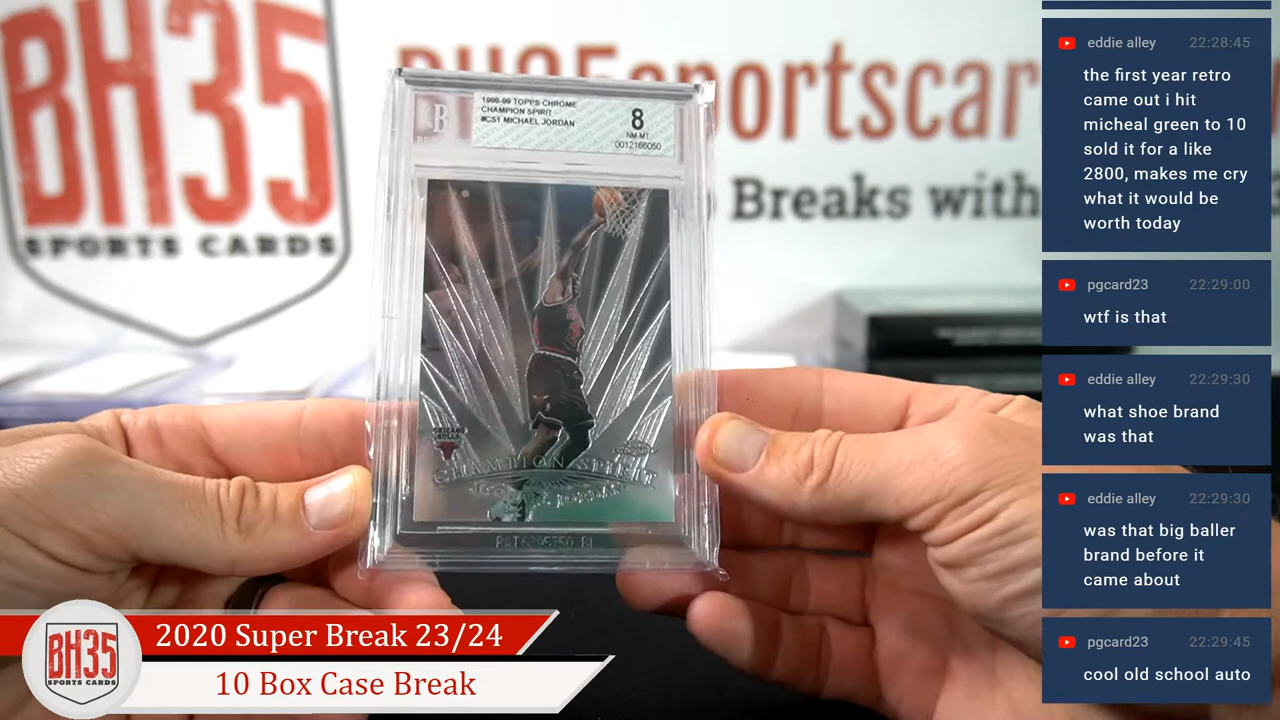 BH35
SPORTS CARDS
BH35sportscar
Breaks with
1998-99 TOPPS CHROME
CHAMPION SPIRIT
#CS1 MICHAEL JORDAN
8
NM-MT
0012166050
B
CHICAGO
BULLS
CHAMPION SPIRIT
MICHAEL JORDAN
BH35
SPORTS CARDS
2020 Super Break 23/24
10 Box Case Break
eddie alley 22:28:45
the first year retro
came out i hit
micheal green to 10
sold it for a like
2800, makes me cry
what it would be
worth today
pgcard23 22:29:00
wtf is that
eddie alley 22:29:30
what shoe brand
was that
eddie alley 22:29:30
was that big baller
brand before it
came about
pgcard23 22:29:45
cool old school auto